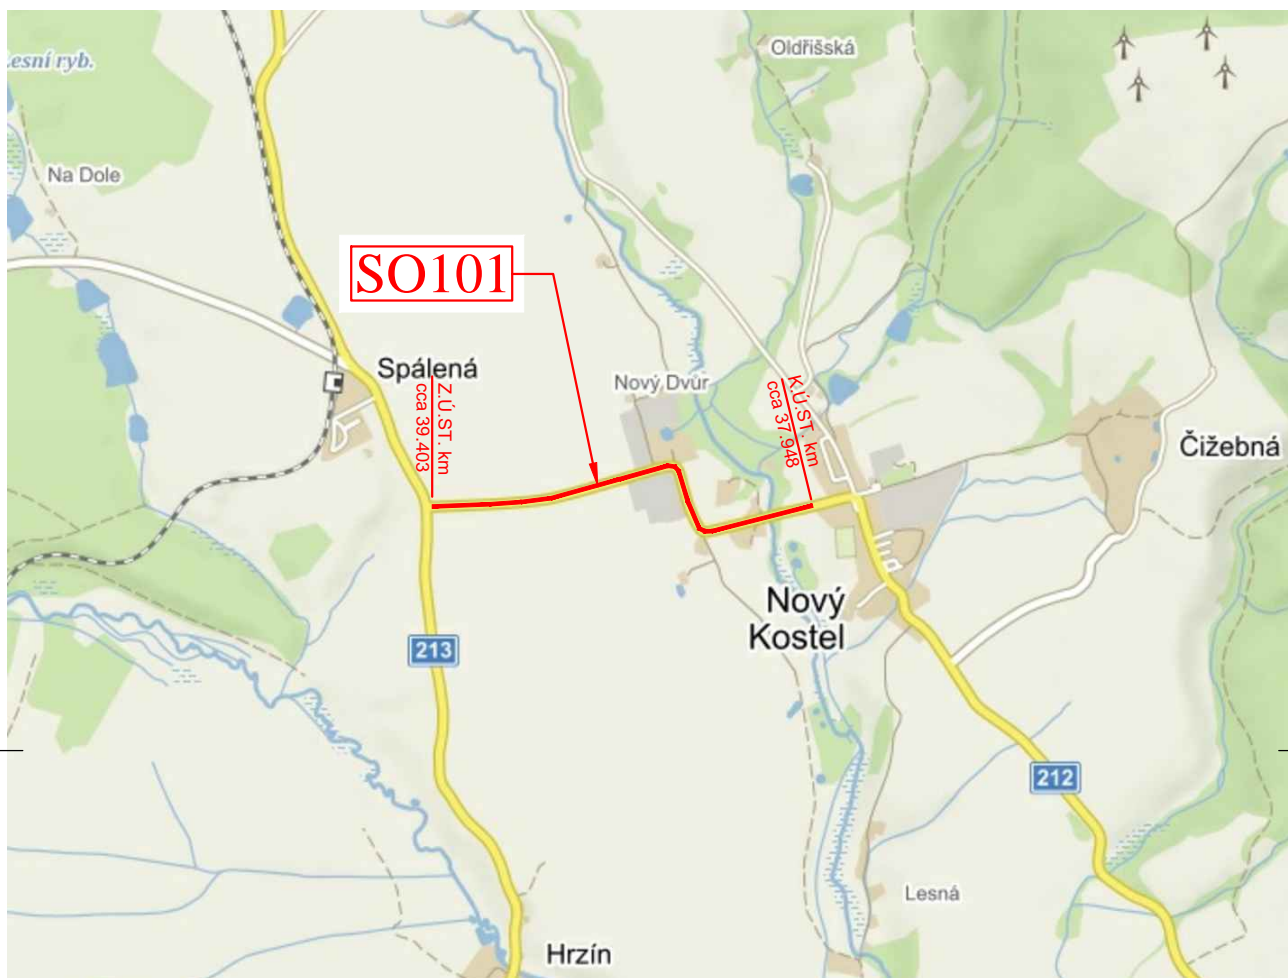 Oldřišská
Lesní ryb.
Na Dole
SO101
Spálená
Nový Dvůr
Z.Ú.ST. km
cca 39.403
K.Ú.ST. km
cca 37.948
Čižebná
Nový
Kostel
213
212
Lesná
Hrzín